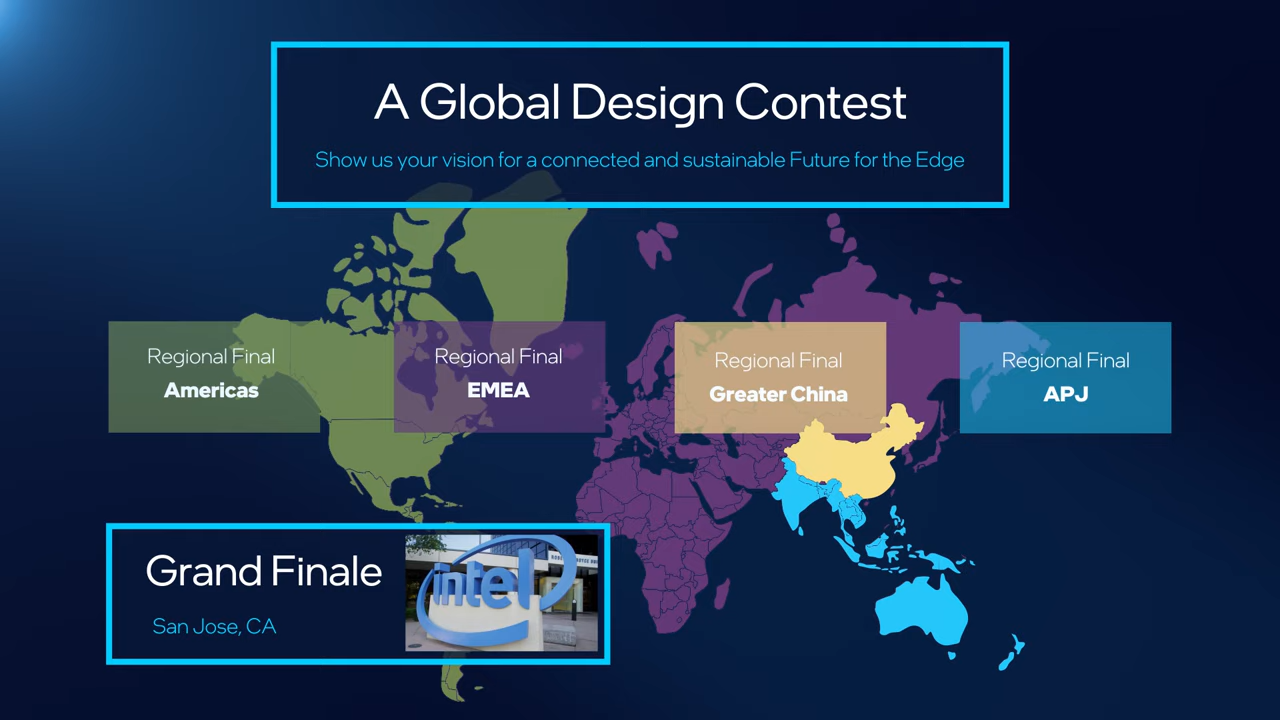 A Global Design Contest
Show us your vision for a connected and sustainable Future for the Edge
Regional Final
Americas
Regional Final
EMEA
Regional Final
Greater China
Regional Final
APJ
Grand Finale
San Jose, CA
intel